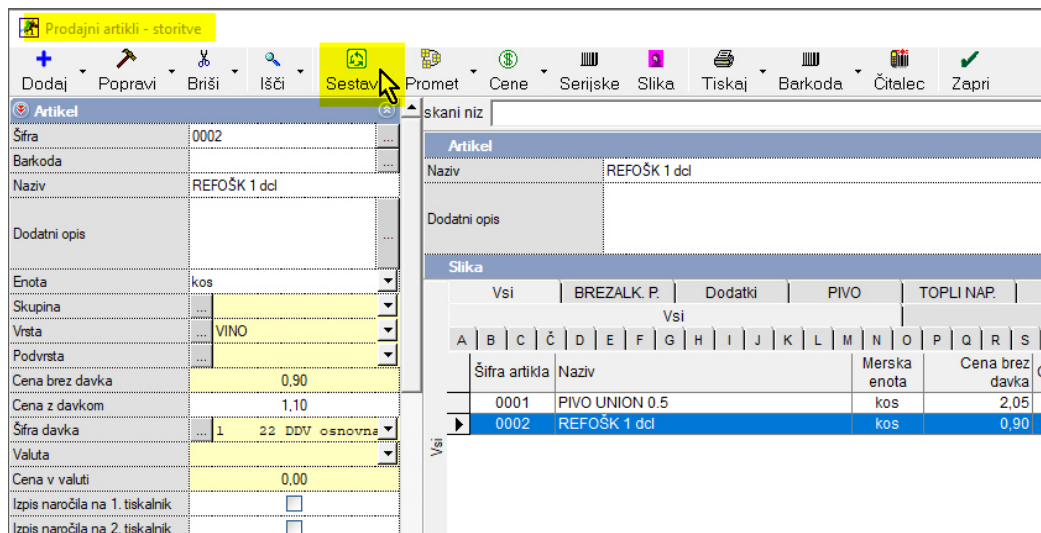 Prodajni artikli - storitve
Dodaj Popravi Briši Išči Sestav Promet Cene Serijske Slika Tiskaj Barkoda Čitalec Zapri
Artikel
Šifra 0002 ...
Barkoda ...
Naziv REFOŠK 1 dcl
Dodatni opis ...
Enota kos
Skupina ...
Vrsta ... VINO
Podvrsta ...
Cena brez davka 0,90
Cena z davkom 1,10
Šifra davka ... 1 22 DDV osnovna
Valuta
Cena v valuti 0,00
Izpis naročila na 1. tiskalnik
Izpis naročila na 2. tiskalnik
skani niz
Artikel
Naziv REFOŠK 1 dcl
Dodatni opis
Slika
Vsi BREZALK. P. Dodatki PIVO TOPLI NAP.
Vsi
A B C Č D E F G H I J K L M N O P Q R S
Šifra artikla Naziv Merska enota Cena brez davka
0001 PIVO UNION 0.5 kos 2,05
0002 REFOŠK 1 dcl kos 0,90
Vsi